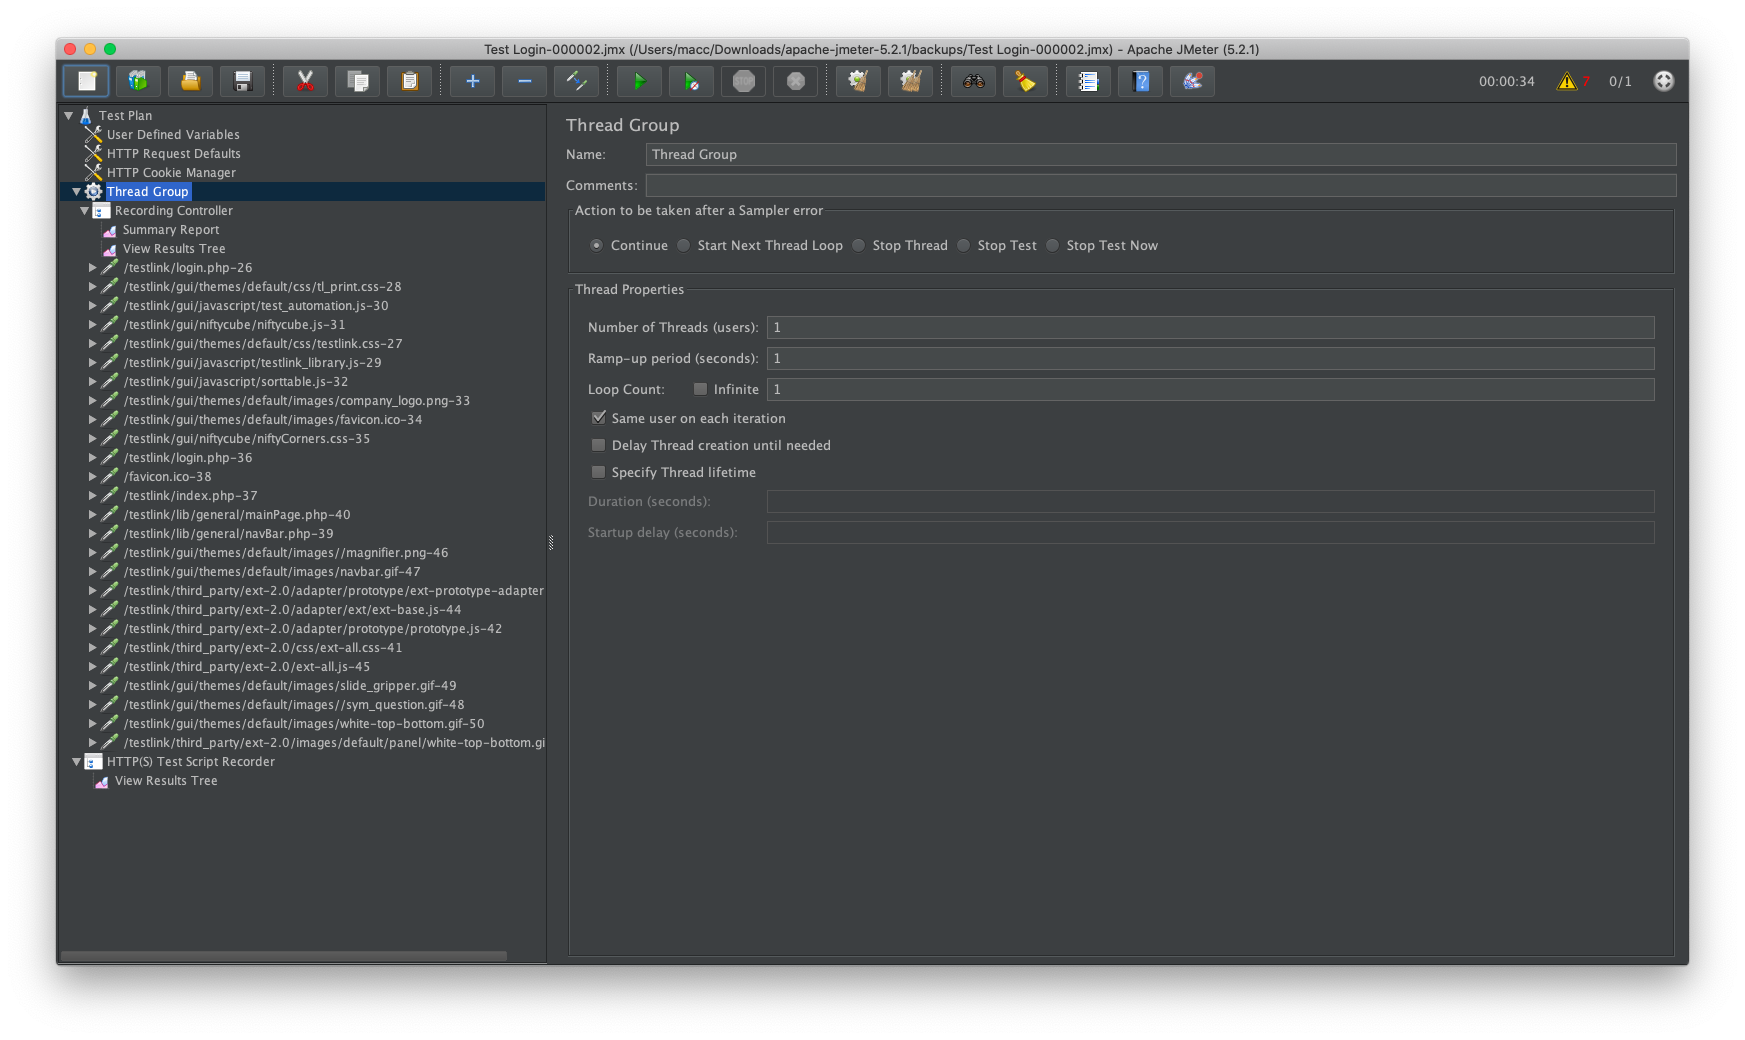 Test Login-000002.jmx (/Users/macc/Downloads/apache-jmeter-5.2.1/backups/Test Login-000002.jmx) - Apache JMeter (5.2.1)
STOP
00:00:34 7 0/1
Test Plan
User Defined Variables
HTTP Request Defaults
HTTP Cookie Manager
Thread Group
Recording Controller
Summary Report
View Results Tree
/testlink/login.php-26
/testlink/gui/themes/default/css/tl_print.css-28
/testlink/gui/javascript/test_automation.js-30
/testlink/gui/niftycube/niftycube.js-31
/testlink/gui/themes/default/css/testlink.css-27
/testlink/gui/javascript/testlink_library.js-29
/testlink/gui/javascript/sorttable.js-32
/testlink/gui/themes/default/images/company_logo.png-33
/testlink/gui/themes/default/images/favicon.ico-34
/testlink/gui/niftycube/niftyCorners.css-35
/testlink/login.php-36
/favicon.ico-38
/testlink/index.php-37
/testlink/lib/general/mainPage.php-40
/testlink/lib/general/navBar.php-39
/testlink/gui/themes/default/images//magnifier.png-46
/testlink/gui/themes/default/images/navbar.gif-47
/testlink/third_party/ext-2.0/adapter/prototype/ext-prototype-adapter
/testlink/third_party/ext-2.0/adapter/ext/ext-base.js-44
/testlink/third_party/ext-2.0/adapter/prototype/prototype.js-42
/testlink/third_party/ext-2.0/css/ext-all.css-41
/testlink/third_party/ext-2.0/ext-all.js-45
/testlink/gui/themes/default/images/slide_gripper.gif-49
/testlink/gui/themes/default/images//sym_question.gif-48
/testlink/gui/themes/default/images/white-top-bottom.gif-50
/testlink/third_party/ext-2.0/images/default/panel/white-top-bottom.gi
HTTP(S) Test Script Recorder
View Results Tree
Thread Group
Name: Thread Group
Comments:
Action to be taken after a Sampler error
Continue Start Next Thread Loop Stop Thread Stop Test Stop Test Now
Thread Properties
Number of Threads (users): 1
Ramp-up period (seconds): 1
Loop Count: Infinite 1
Same user on each iteration
Delay Thread creation until needed
Specify Thread lifetime
Duration (seconds):
Startup delay (seconds):